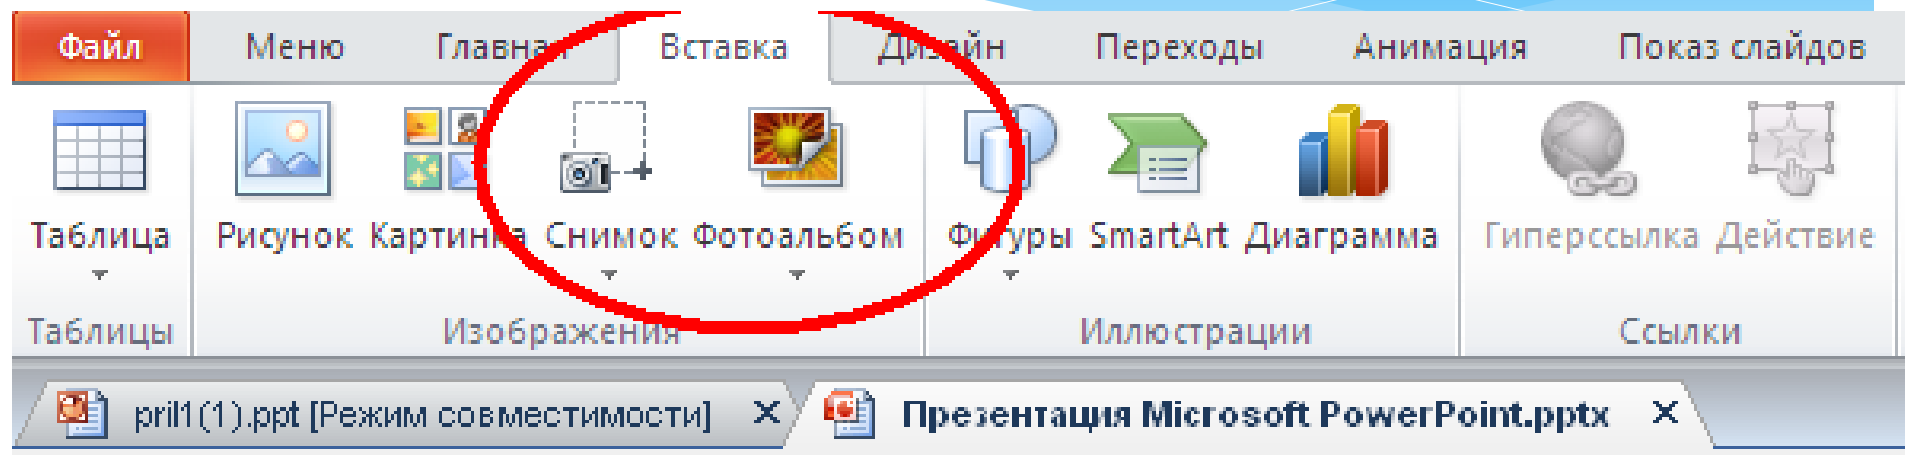 Файл Меню Главная Вставка Дизайн Переходы Анимация Показ слайдов
Таблица Рисунок Картинка Снимок Фотоальбом Фигуры SmartArt Диаграмма Гиперссылка Действие
Таблицы Изображения Иллюстрации Ссылки
pril1(1).ppt [Режим совместимости] Презентация Microsoft PowerPoint.pptx